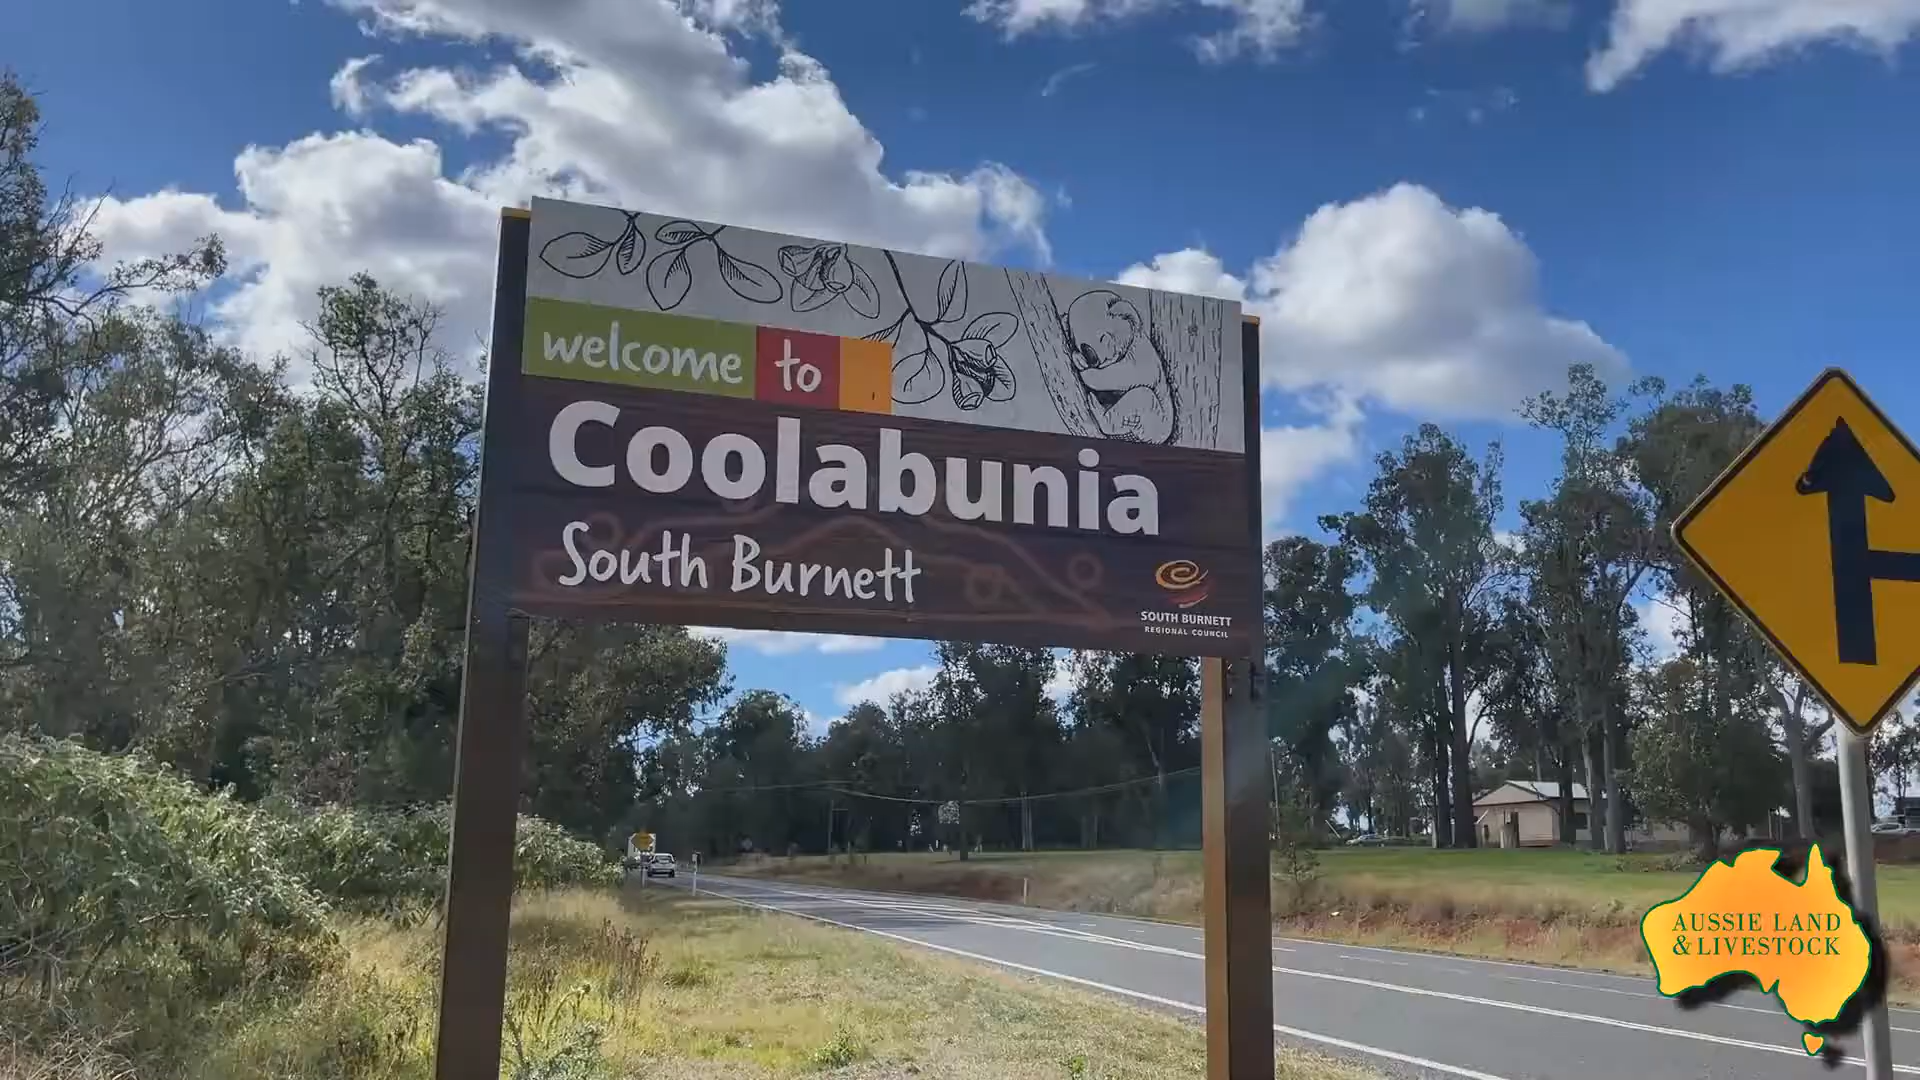 welcome to
Coolabunia
South Burnett
SOUTH BURNETT
REGIONAL COUNCIL
AUSSIE LAND
& LIVESTOCK